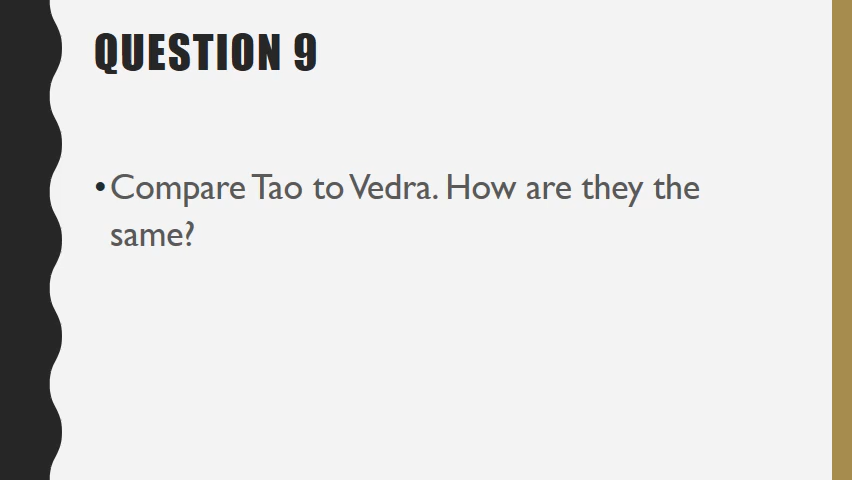 QUESTION 9
• Compare Tao to Vedra. How are they the
same?